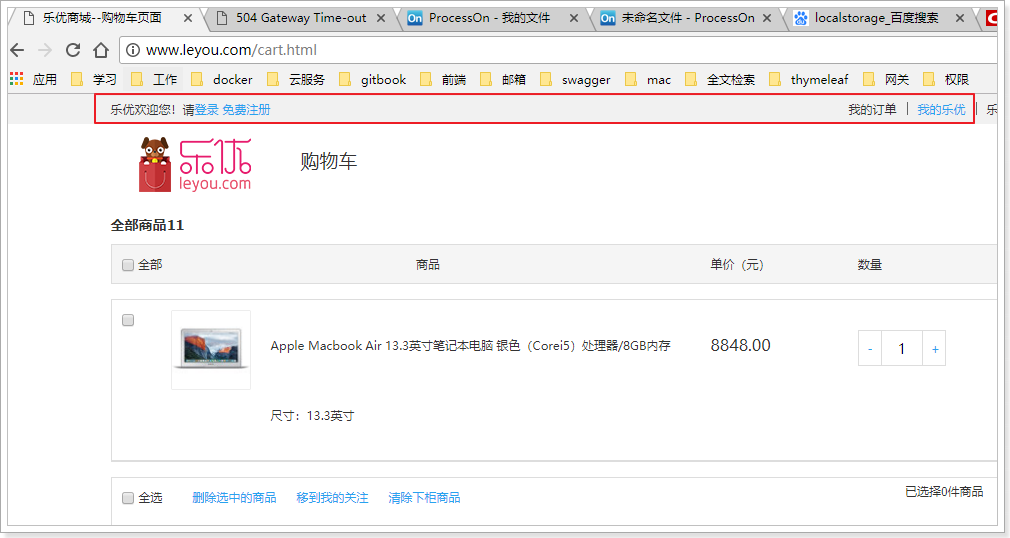 乐优商城--购物车页面 504 Gateway Time-out ProcessOn - 我的文件 未命名文件 - ProcessOn localstorage_百度搜索
www.leyou.com/cart.html
应用 学习 工作 docker 云服务 gitbook 前端 邮箱 swagger mac 全文检索 thymeleaf 网关 权限
乐优欢迎您！请登录 免费注册 我的订单 | 我的乐优 | 乐
乐优
leyou.com
购物车
全部商品11
全部 商品 单价（元） 数量
Apple Macbook Air 13.3英寸笔记本电脑 银色（Corei5）处理器/8GB内存 8848.00 - 1 +
尺寸：13.3英寸
全选 删除选中的商品 移到我的关注 清除下柜商品 已选择0件商品